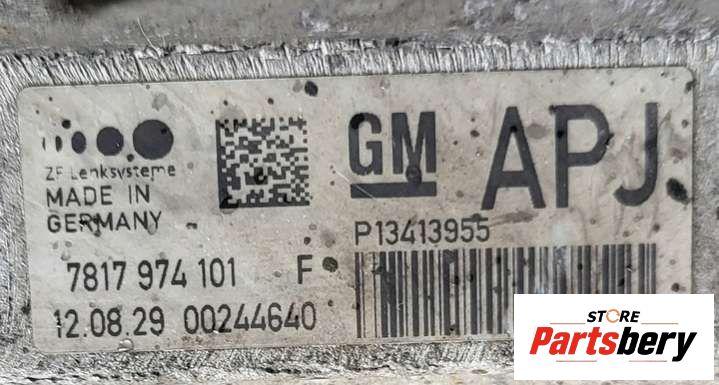 ZF Lenksysteme
MADE IN
GERMANY
GM
APJ
P13413955
7817 974 101 F
12.08.29 00244640
STORE
Partsbery